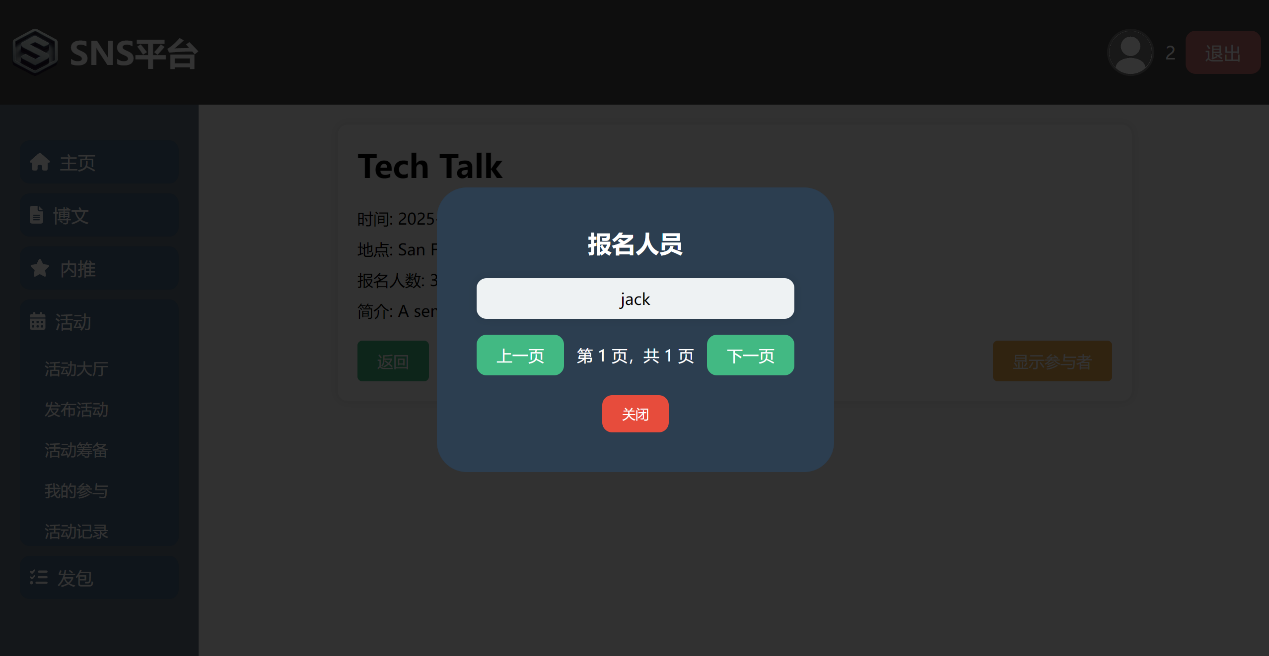 SNS平台
2
退出
主页
博文
内推
活动
活动大厅
发布活动
活动筹备
我的参与
活动记录
发包
Tech Talk
时间: 2025
地点: San
报名人数: 3
简介: A
返回
显示参与者
报名人员
jack
上一页
第 1 页，共 1 页
下一页
关闭